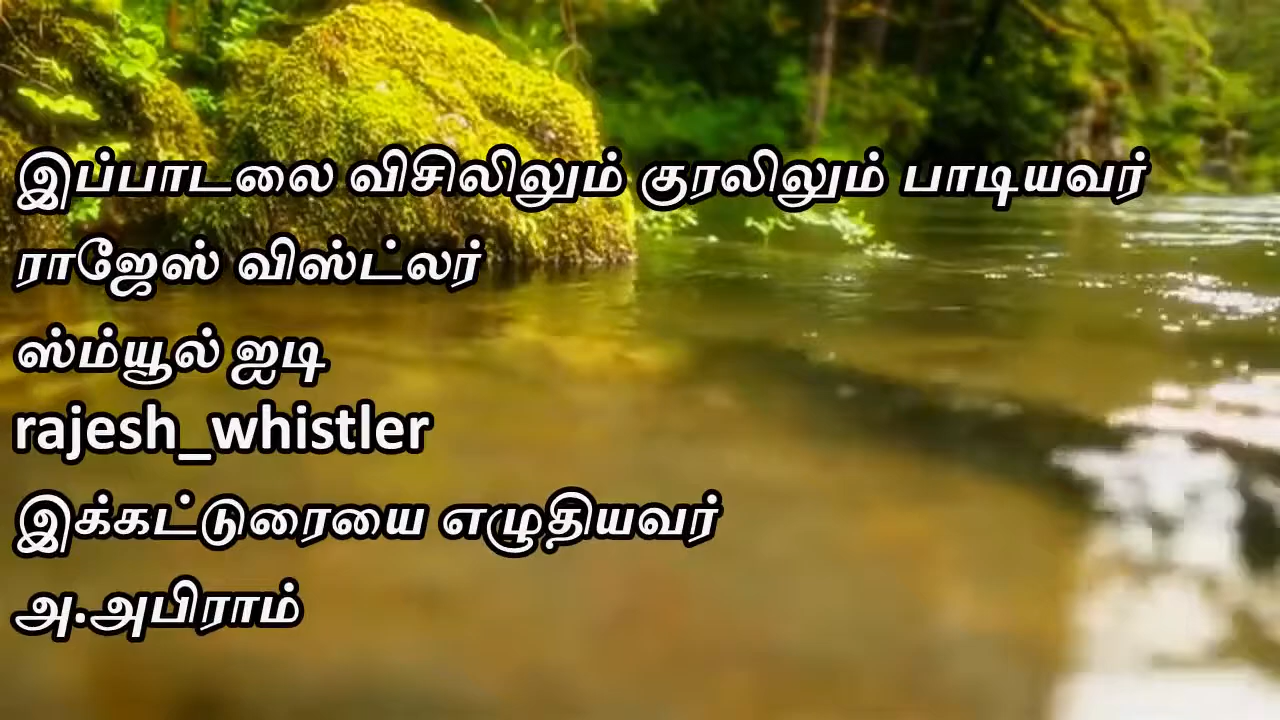 இப்பாடலை விசிலிலும் குரலிலும் பாடியவர்
ராஜேஸ் விஸ்ட்லர்
ஸ்ம்யூல் ஐடி
rajesh_whistler
இக்கட்டுரையை எழுதியவர்
அ.அபிராம்